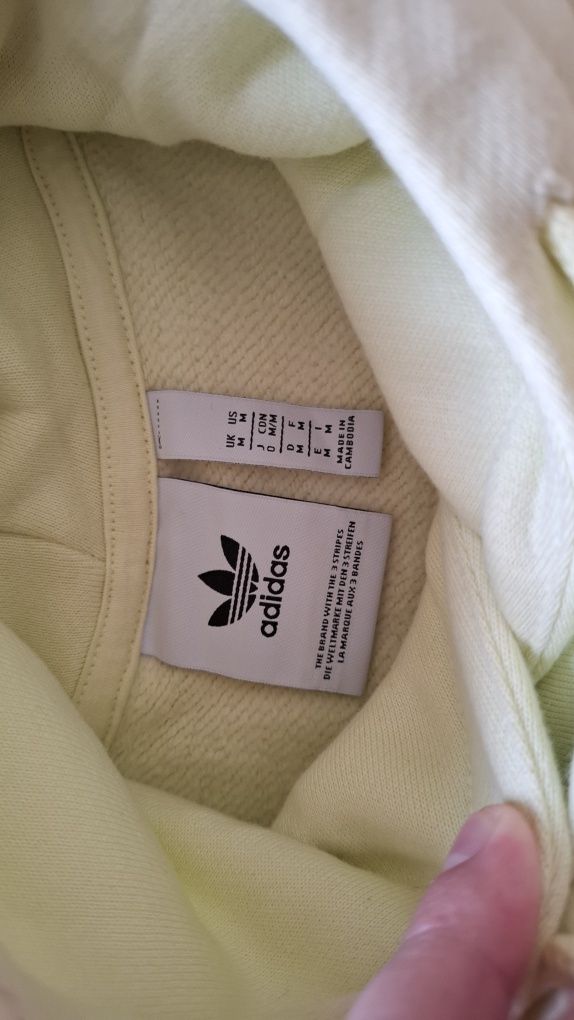 UK US
M M
J CDN
O M/M
D F
M M
E I
M M
MADE IN
CAMBODIA
adidas
THE BRAND WITH THE 3 STRIPES
DIE WELTMARKE MIT DEN 3 STREIFEN
LA MARQUE AUX 3 BANDES